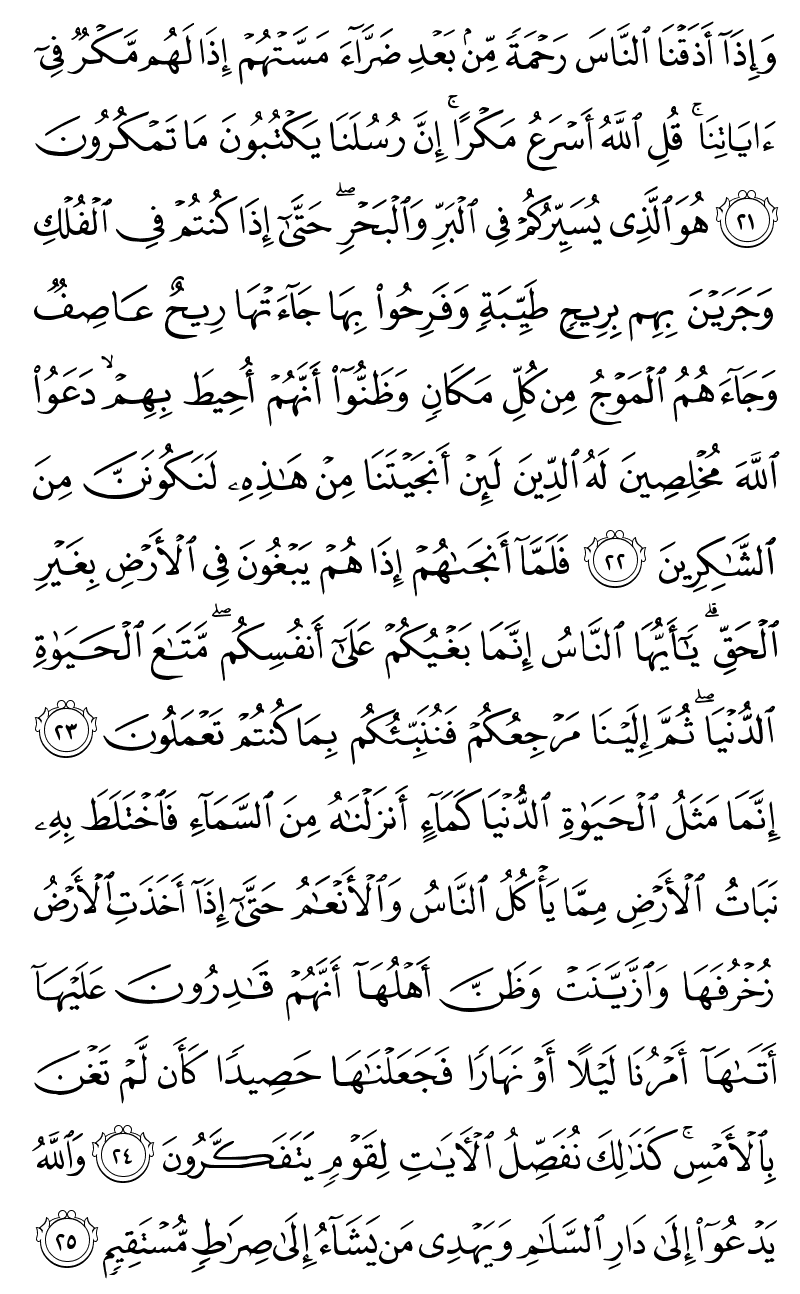 وَإِذَآ أَذَقْنَا ٱلنَّاسَ رَحْمَةً مِّنۢ بَعْدِ ضَرَّآءَ مَسَّتْهُمْ إِذَا لَهُم مَّكْرٌ فِىٓ
ءَايَاتِنَا ۚ قُلِ ٱللَّهُ أَسْرَعُ مَكْرًا ۚ إِنَّ رُسُلَنَا يَكْتُبُونَ مَا تَمْكُرُونَ
٢١ هُوَ ٱلَّذِى يُسَيِّرُكُمْ فِى ٱلْبَرِّ وَٱلْبَحْرِ ۖ حَتَّىٰٓ إِذَا كُنتُمْ فِى ٱلْفُلْكِ
وَجَرَيْنَ بِهِم بِرِيحٍ طَيِّبَةٍ وَفَرِحُوا۟ بِهَا جَآءَتْهَا رِيحٌ عَاصِفٌ
وَجَآءَهُمُ ٱلْمَوْجُ مِن كُلِّ مَكَانٍ وَظَنُّوٓا۟ أَنَّهُمْ أُحِيطَ بِهِمْ ۙ دَعَوُا۟
ٱللَّهَ مُخْلِصِينَ لَهُ ٱلدِّينَ لَئِنْ أَنجَيْتَنَا مِنْ هَـٰذِهِۦ لَنَكُونَنَّ مِنَ
ٱلشَّـٰكِرِينَ ٢٢ فَلَمَّآ أَنجَىٰهُمْ إِذَا هُمْ يَبْغُونَ فِى ٱلْأَرْضِ بِغَيْرِ
ٱلْحَقِّ ۗ يَـٰٓأَيُّهَا ٱلنَّاسُ إِنَّمَا بَغْيُكُمْ عَلَىٰٓ أَنفُسِكُم ۖ مَّتَـٰعَ ٱلْحَيَوٰةِ
ٱلدُّنْيَا ۖ ثُمَّ إِلَيْنَا مَرْجِعُكُمْ فَنُنَبِّئُكُم بِمَا كُنتُمْ تَعْمَلُونَ ٢٣
إِنَّمَا مَثَلُ ٱلْحَيَوٰةِ ٱلدُّنْيَا كَمَآءٍ أَنزَلْنَـٰهُ مِنَ ٱلسَّمَآءِ فَٱخْتَلَطَ بِهِۦ
نَبَاتُ ٱلْأَرْضِ مِمَّا يَأْكُلُ ٱلنَّاسُ وَٱلْأَنْعَـٰمُ حَتَّىٰٓ إِذَآ أَخَذَتِ ٱلْأَرْضُ
زُخْرُفَهَا وَٱزَّيَّنَتْ وَظَنَّ أَهْلُهَآ أَنَّهُمْ قَـٰدِرُونَ عَلَيْهَآ
أَتَىٰهَآ أَمْرُنَا لَيْلًا أَوْ نَهَارًا فَجَعَلْنَـٰهَا حَصِيدًا كَأَن لَّمْ تَغْنَ
بِٱلْأَمْسِ ۚ كَذَٰلِكَ نُفَصِّلُ ٱلْـَٔايَـٰتِ لِقَوْمٍ يَتَفَكَّرُونَ ٢٤ وَٱللَّهُ
يَدْعُوٓا۟ إِلَىٰ دَارِ ٱلسَّلَـٰمِ وَيَهْدِى مَن يَشَآءُ إِلَىٰ صِرَٰطٍ مُّسْتَقِيمٍ ٢٥